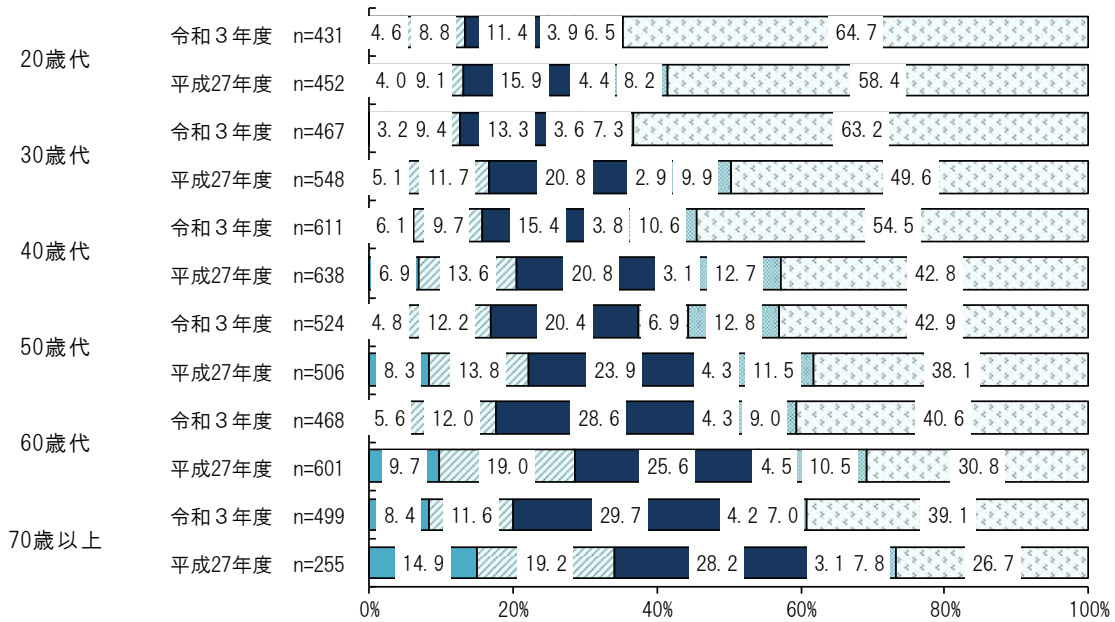 20歳代
令和３年度 n=431 4.6 8.8 11.4 3.9 6.5 64.7
平成27年度 n=452 4.0 9.1 15.9 4.4 8.2 58.4
30歳代
令和３年度 n=467 3.2 9.4 13.3 3.6 7.3 63.2
平成27年度 n=548 5.1 11.7 20.8 2.9 9.9 49.6
40歳代
令和３年度 n=611 6.1 9.7 15.4 3.8 10.6 54.5
平成27年度 n=638 6.9 13.6 20.8 3.1 12.7 42.8
50歳代
令和３年度 n=524 4.8 12.2 20.4 6.9 12.8 42.9
平成27年度 n=506 8.3 13.8 23.9 4.3 11.5 38.1
60歳代
令和３年度 n=468 5.6 12.0 28.6 4.3 9.0 40.6
平成27年度 n=601 9.7 19.0 25.6 4.5 10.5 30.8
70歳以上
令和３年度 n=499 8.4 11.6 29.7 4.2 7.0 39.1
平成27年度 n=255 14.9 19.2 28.2 3.1 7.8 26.7
0% 20% 40% 60% 80% 100%